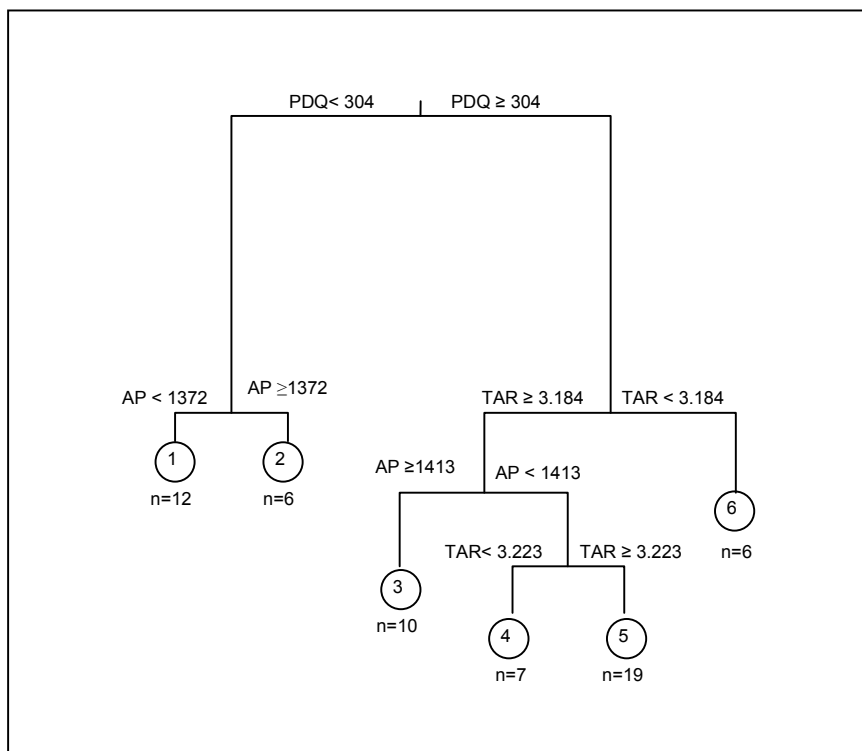 PDQ< 304
PDQ ≥ 304
AP < 1372
AP ≥1372
TAR ≥ 3.184
TAR < 3.184
1
2
n=12
n=6
AP ≥1413
AP < 1413
6
n=6
TAR< 3.223
TAR ≥ 3.223
3
n=10
4
5
n=7
n=19